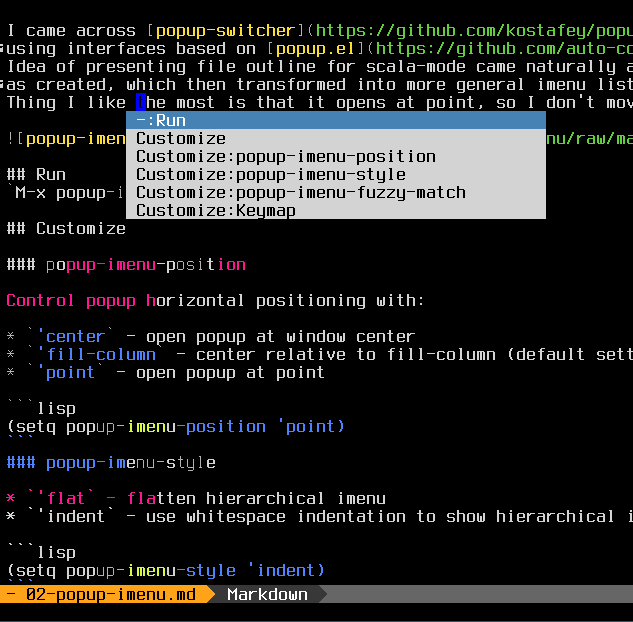 I came across [popup-switcher](https://github.com/kostafey/popu
using interfaces based on [popup.el](https://github.com/auto-co
Idea of presenting file outline for scala-mode came naturally a
as created, which then transformed into more general imenu list
Thing I like the most is that it opens at point, so I don't mov
-:Run
![popup-imen nu/raw/ma
Customize
Customize:popup-imenu-position
## Run
Customize:popup-imenu-style
`M-x popup-i
Customize:popup-imenu-fuzzy-match
Customize:Keymap
## Customize
### popup-imenu-position
Control popup horizontal positioning with:
* `'center` - open popup at window center
* `'fill-column` - center relative to fill-column (default sett
* `'point` - open popup at point
```lisp
(setq popup-imenu-position 'point)
```
### popup-imenu-style
* `'flat` - flatten hierarchical imenu
* `'indent` - use whitespace indentation to show hierarchical i
```lisp
(setq popup-imenu-style 'indent)
```
- 02-popup-imenu.md Markdown